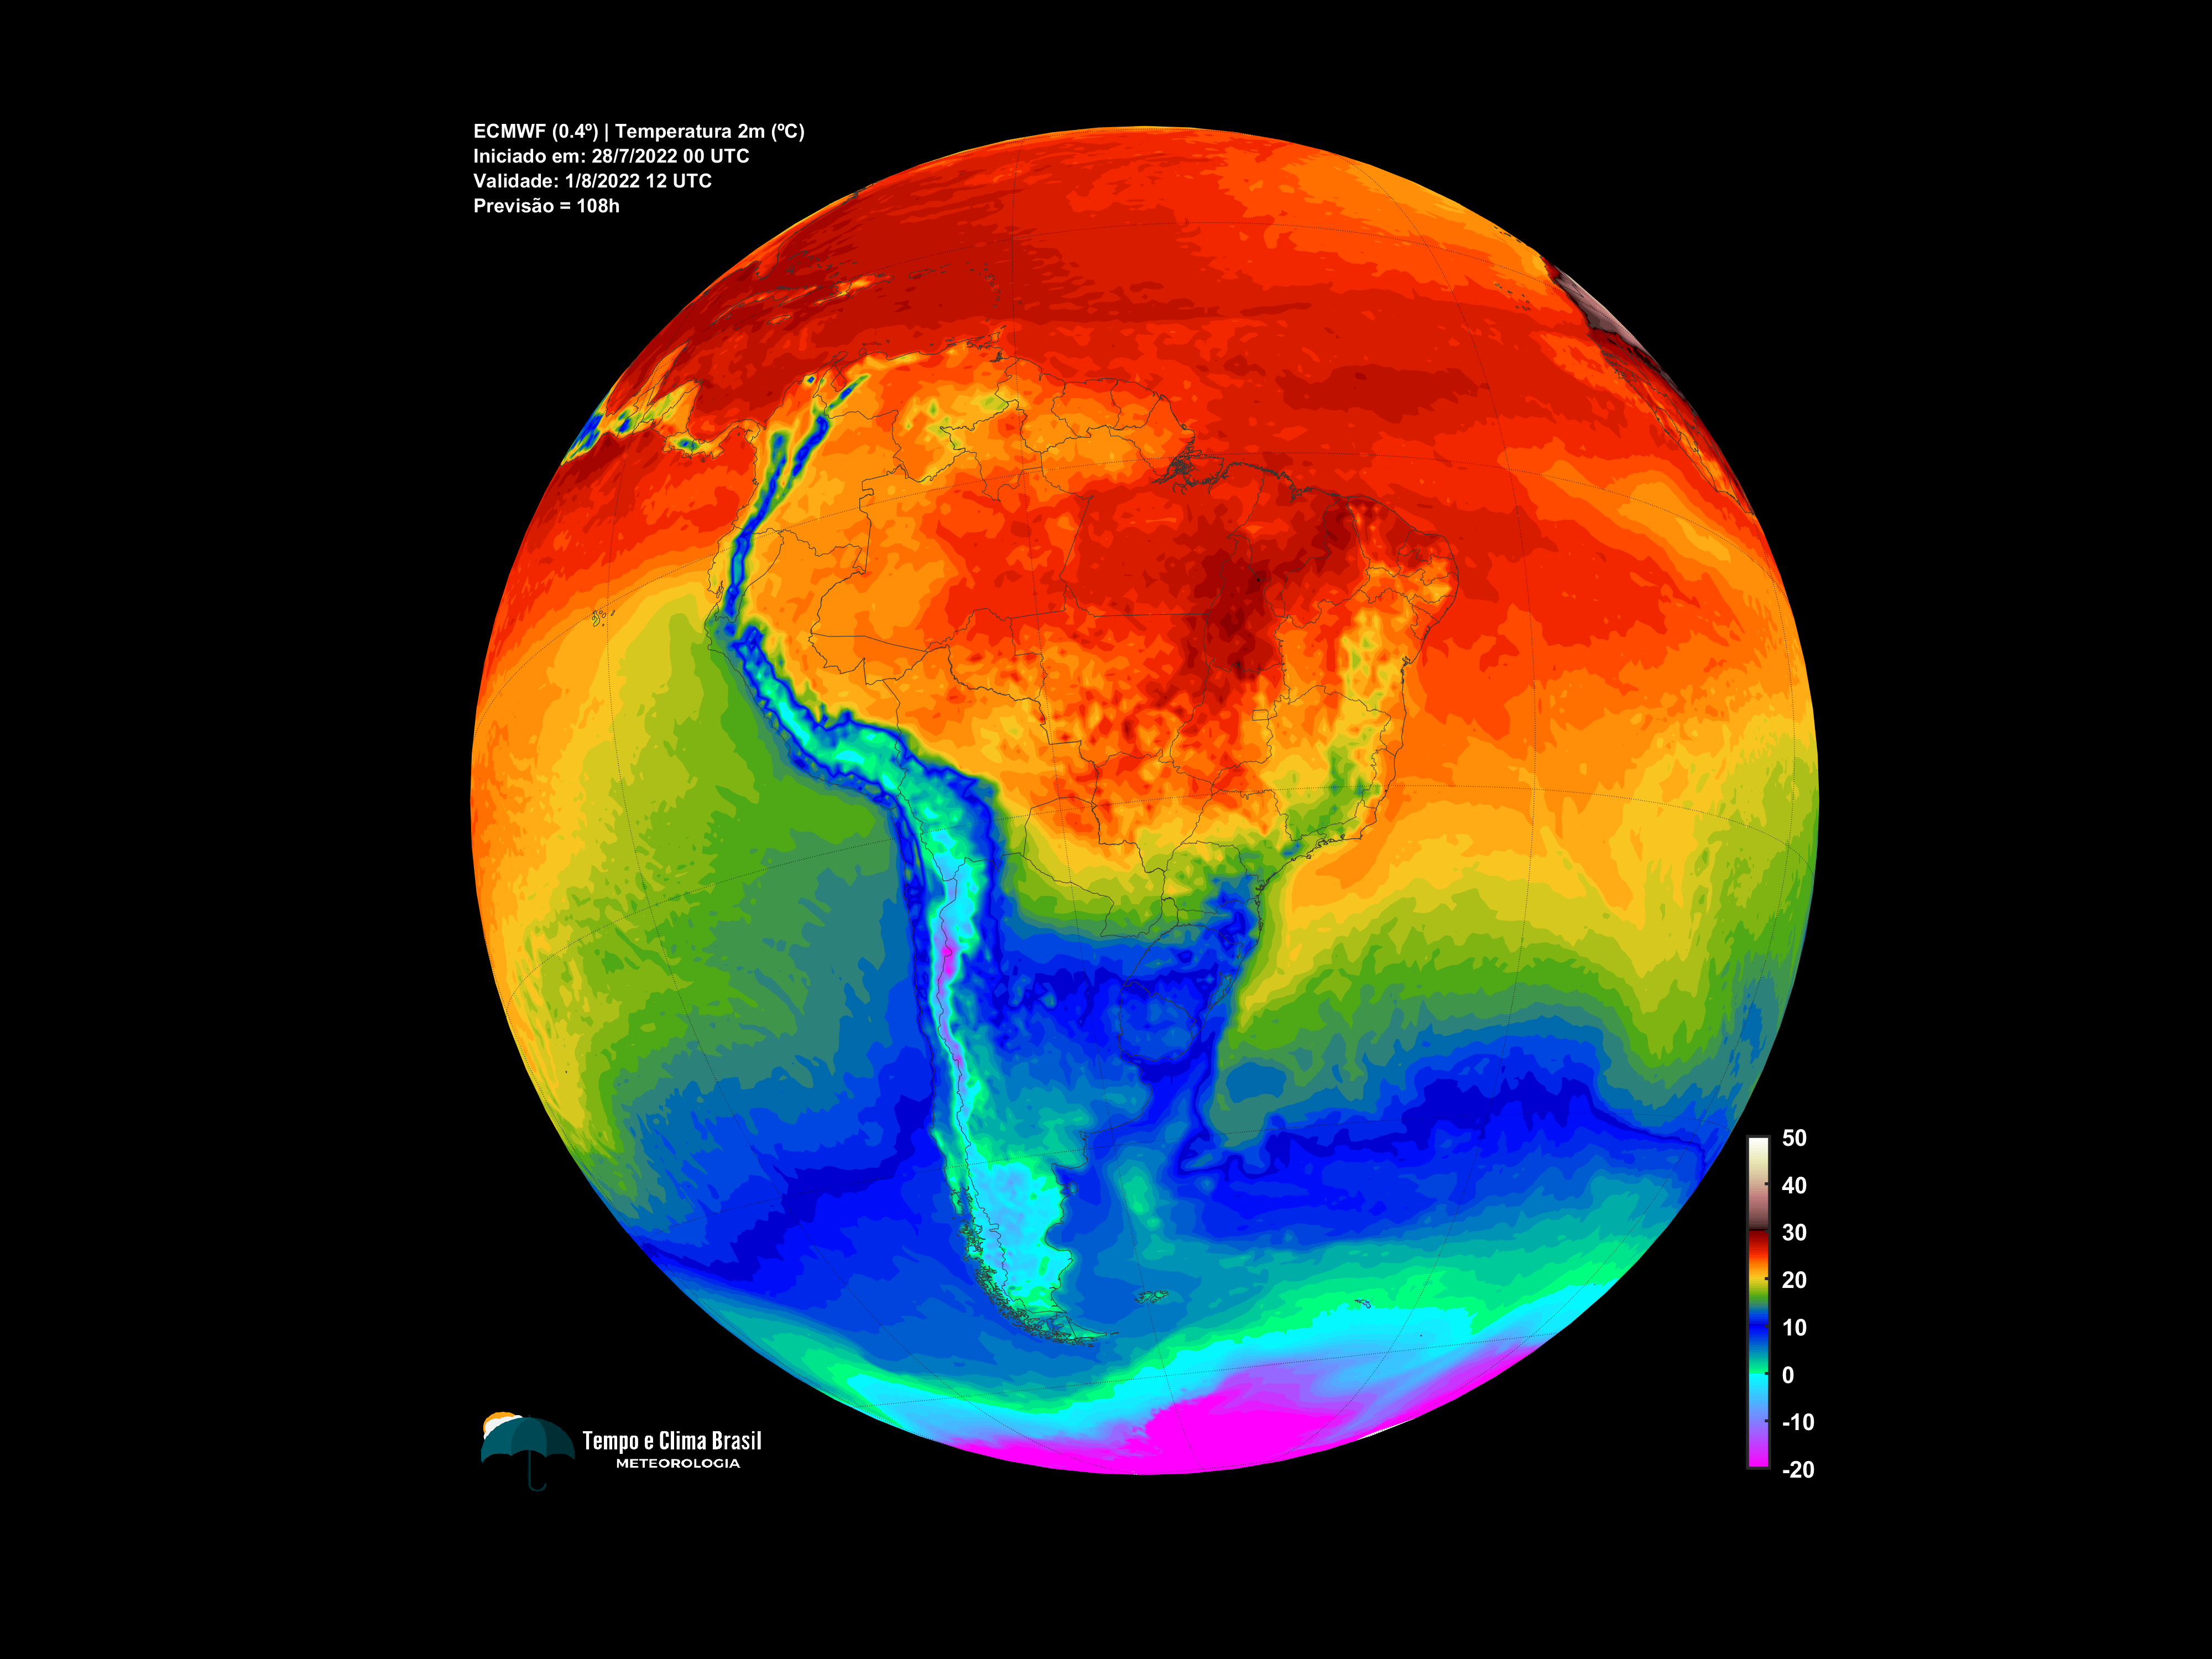 ECMWF (0.4º) | Temperatura 2m (ºC)
Iniciado em: 28/7/2022 00 UTC
Validade: 1/8/2022 12 UTC
Previsão = 108h
50
40
30
20
10
0
-10
-20
Tempo e Clima Brasil
METEOROLOGIA